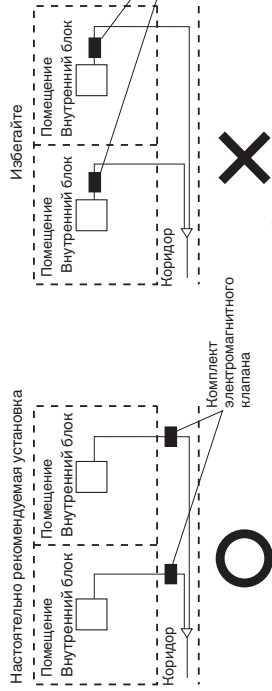 Настоятельно рекомендуемая установка
Помещение
Внутренний блок
Помещение
Внутренний блок
Коридор
Комплект
электромагнитного
клапана
Избегайте
Помещение
Внутренний блок
Помещение
Внутренний блок
Коридор